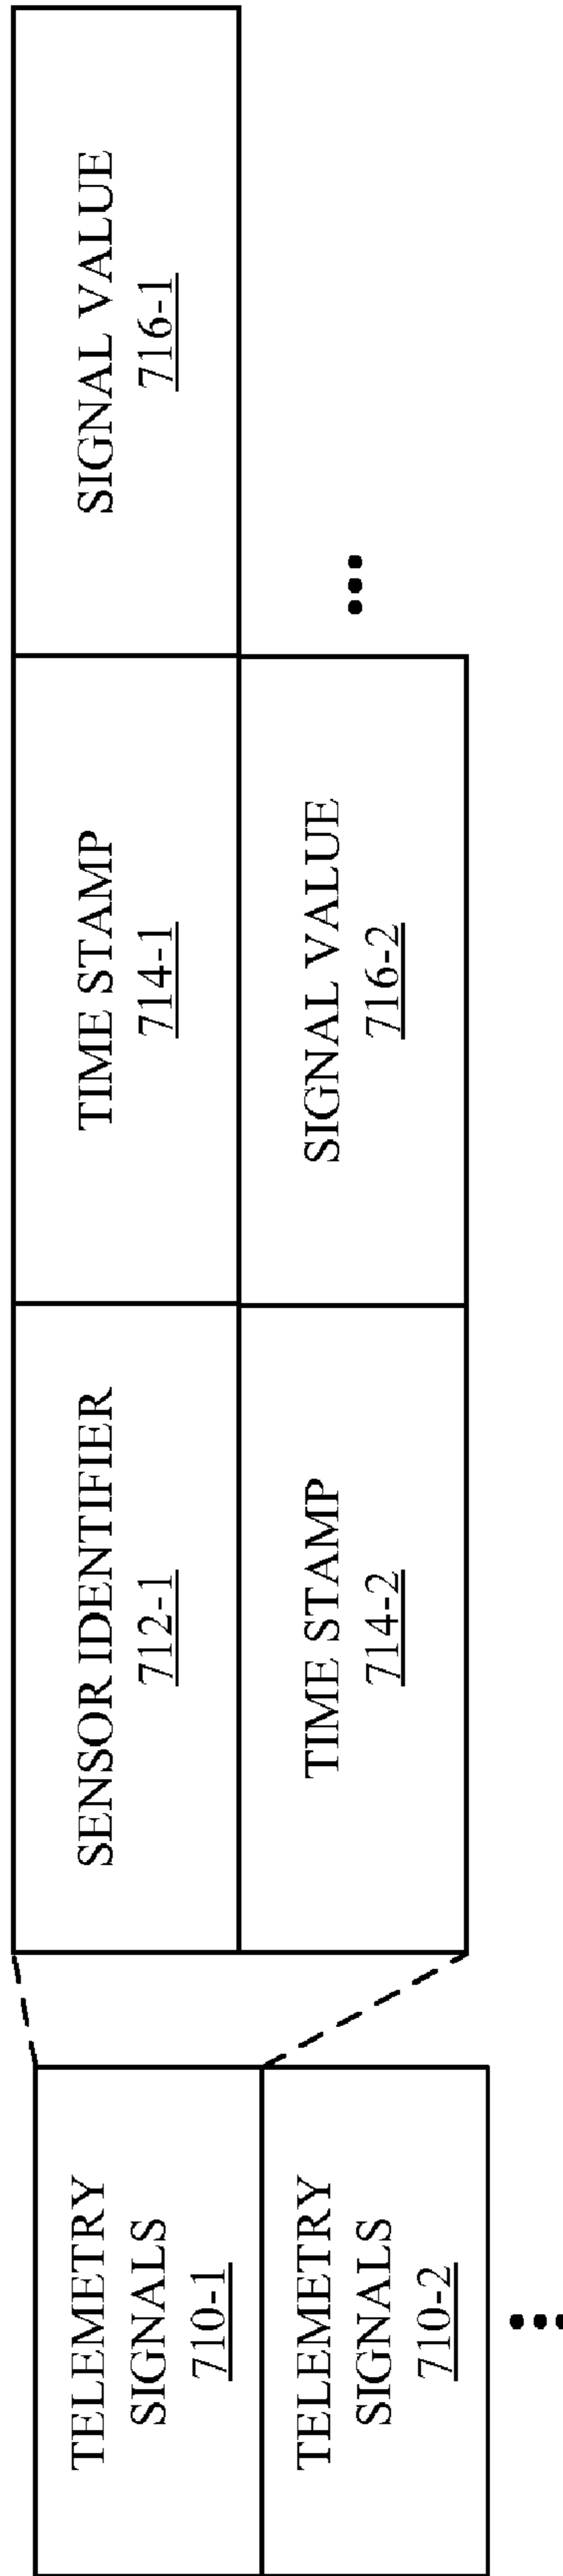 TELEMETRY
SIGNALS
710-1
TELEMETRY
SIGNALS
710-2
SENSOR IDENTIFIER
712-1
TIME STAMP
714-1
SIGNAL VALUE
716-1
TIME STAMP
714-2
SIGNAL VALUE
716-2